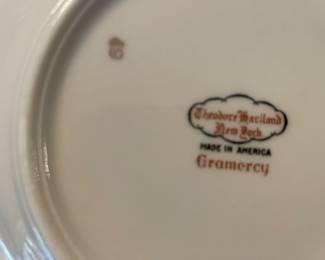 Theodore Haviland
New York
MADE IN AMERICA
Gramercy